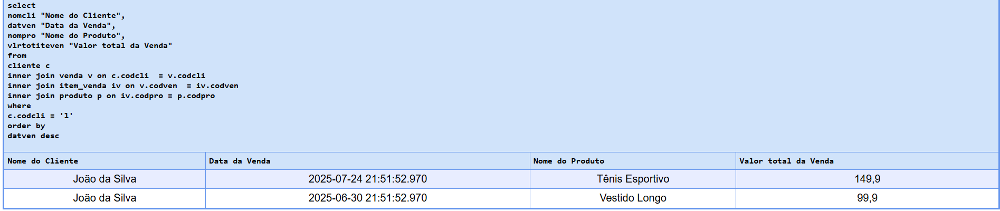 select
nomcli "Nome do Cliente",
datven "Data da Venda",
nompro "Nome do Produto",
vlrtotiteven "Valor total da Venda"
from
cliente c
inner join venda v on c.codcli  = v.codcli
inner join item_venda iv on v.codven  = iv.codven
inner join produto p on iv.codpro = p.codpro
where
c.codcli = '1'
order by
datven desc
Nome do Cliente Data da Venda Nome do Produto Valor total da Venda
João da Silva 2025-07-24 21:51:52.970 Tênis Esportivo 149,9
João da Silva 2025-06-30 21:51:52.970 Vestido Longo 99,9